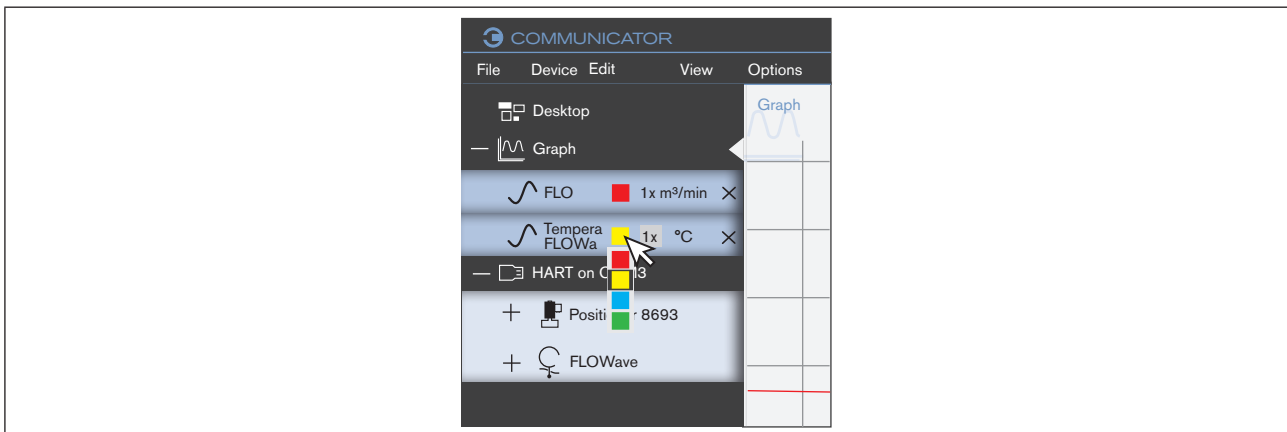 COMMUNICATOR
File Device Edit View Options
Desktop
Graph
Graph
FLO 1x m³/min
Tempera
FLOWa 1x °C
HART on
Positi r 8693
FLOWave